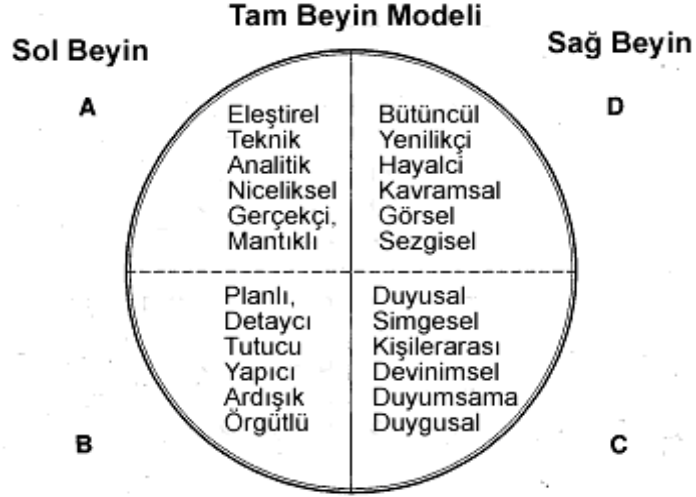 Tam Beyin Modeli
Sol Beyin
Sağ Beyin
A
D
Eleştirel
Teknik
Analitik
Niceliksel
Gerçekçi,
Mantıklı
Bütüncül
Yenilikçi
Hayalci
Kavramsal
Görsel
Sezgisel
Planlı,
Detaycı
Tutucu
Yapıcı
Ardışık
Örgütlü
Duyusal
Simgesel
Kişilerarası
Devinimsel
Duyumsama
Duygusal
B
C